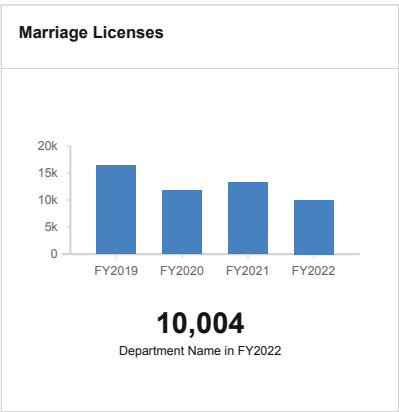 Marriage Licenses
20k
15k
10k
5k
0
FY2019 FY2020 FY2021 FY2022
10,004
Department Name in FY2022